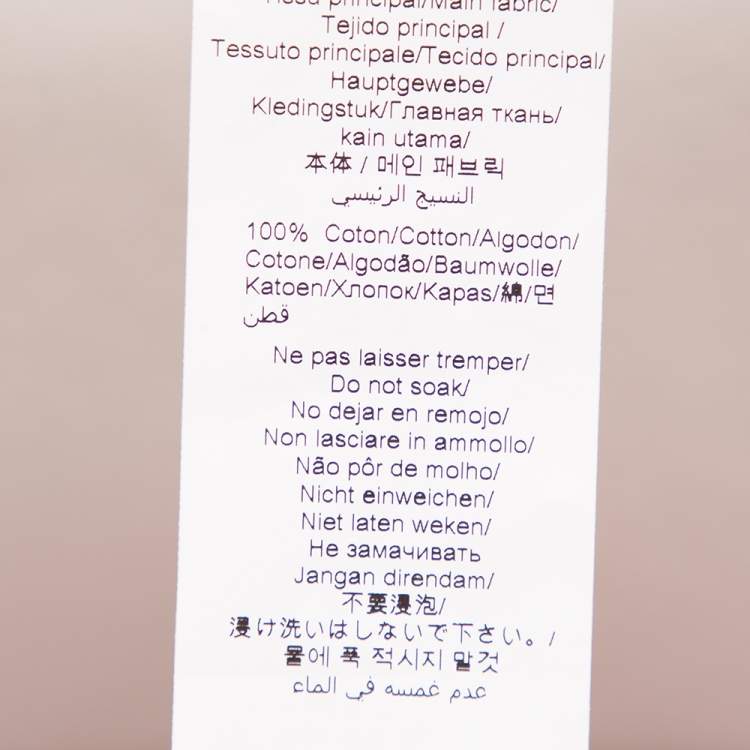 Tissu principal/Main fabric/
Tejido principal /
Tessuto principale/Tecido principal/
Hauptgewebe/
Kledingstuk/Главная ткань/
kain utama/
本体 / 메인 패브릭
النسيج الرئيسي
100% Coton/Cotton/Algodon/
Cotone/Algodão/Baumwolle/
Katoen/Хлопок/Kapas/綿/면
قطن
Ne pas laisser tremper/
Do not soak/
No dejar en remojo/
Non lasciare in ammollo/
Não pôr de molho/
Nicht einweichen/
Niet laten weken/
Не замачивать
Jangan direndam/
不要浸泡/
浸け洗いはしないで下さい。/
물에 푹 적시지 말것
عدم غمسه في الماء